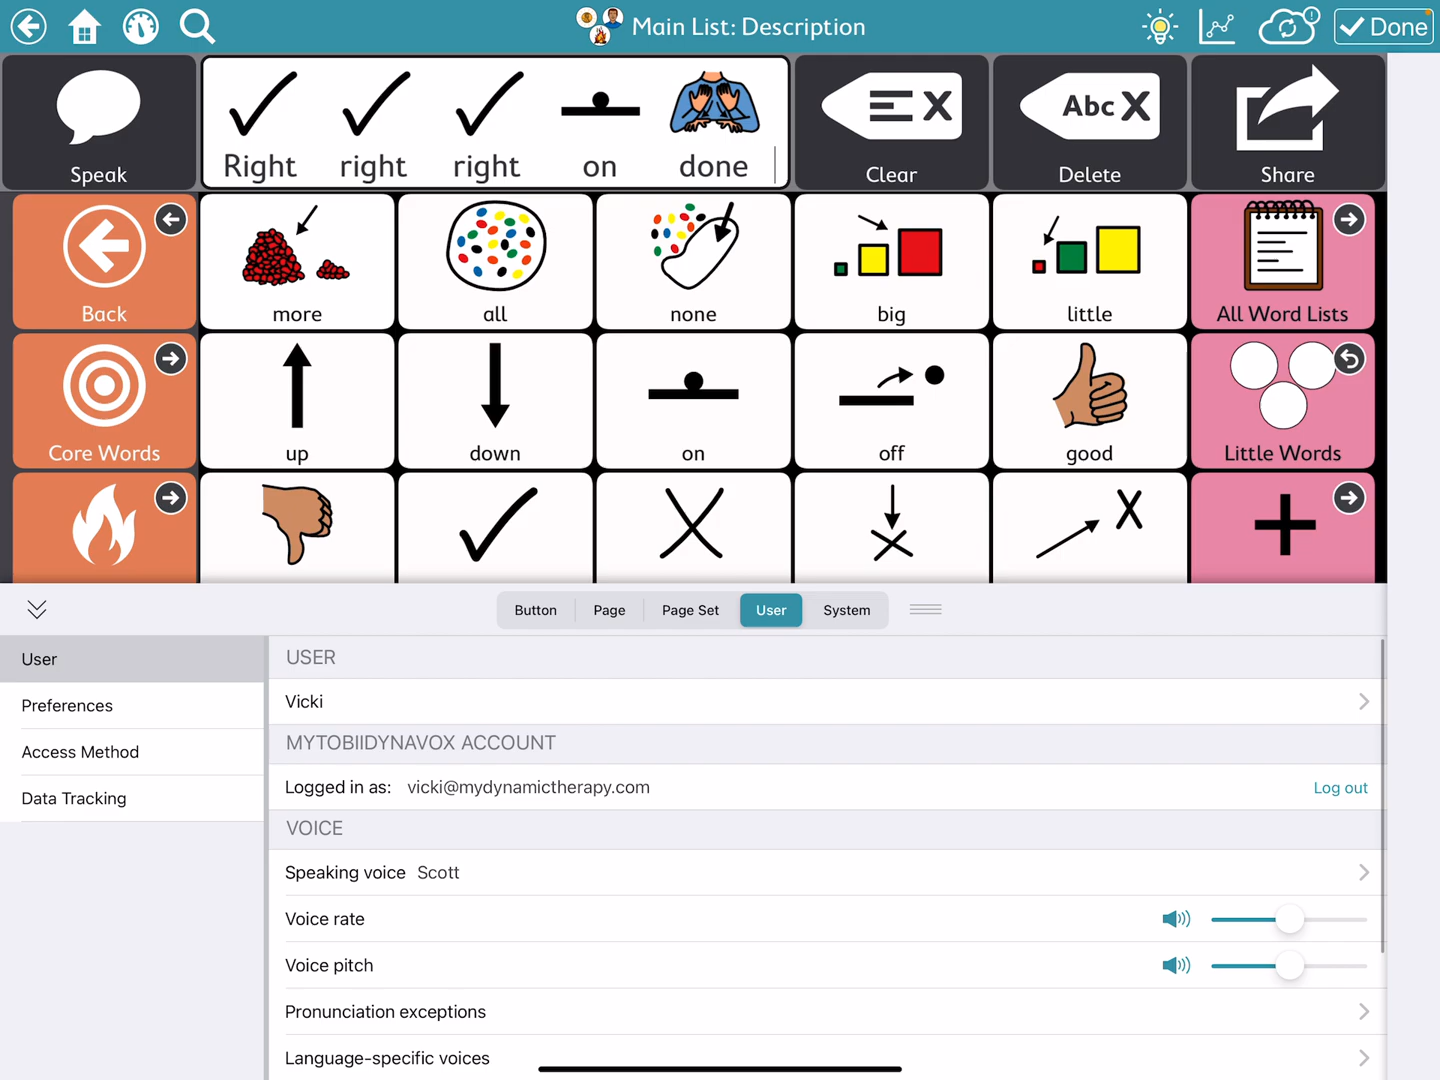 Main List: Description
Done
Speak
Right right right on done
Clear
Abc
Delete
Share
Back
more
all
none
big
little
All Word Lists
Core Words
up
down
on
off
good
Little Words
Button
Page
Page Set
User
System
User
Preferences
Access Method
Data Tracking
USER
Vicki
MYTOBIIDYNAVOX ACCOUNT
Logged in as: vicki@mydynamictherapy.com
Log out
VOICE
Speaking voice Scott
Voice rate
Voice pitch
Pronunciation exceptions
Language-specific voices